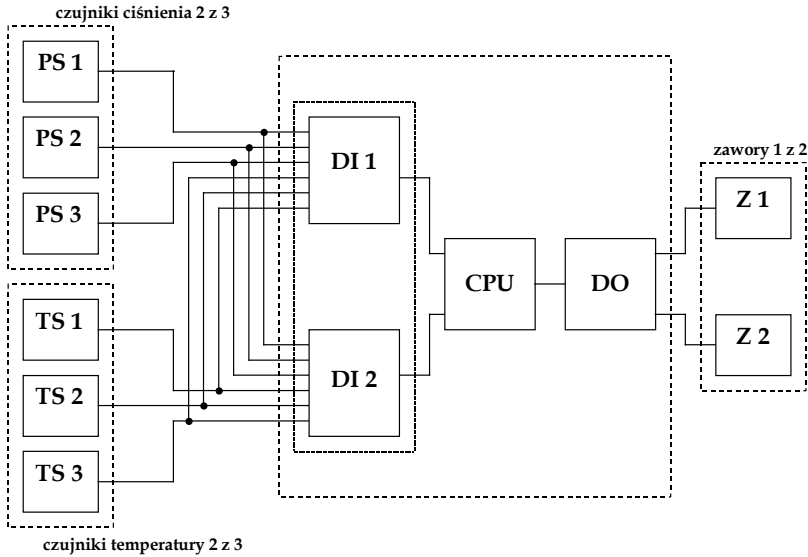 czujniki ciśnienia 2 z 3
PS 1
PS 2
PS 3
DI 1
zawory 1 z 2
Z 1
CPU
DO
TS 1
TS 2
TS 3
DI 2
Z 2
czujniki temperatury 2 z 3